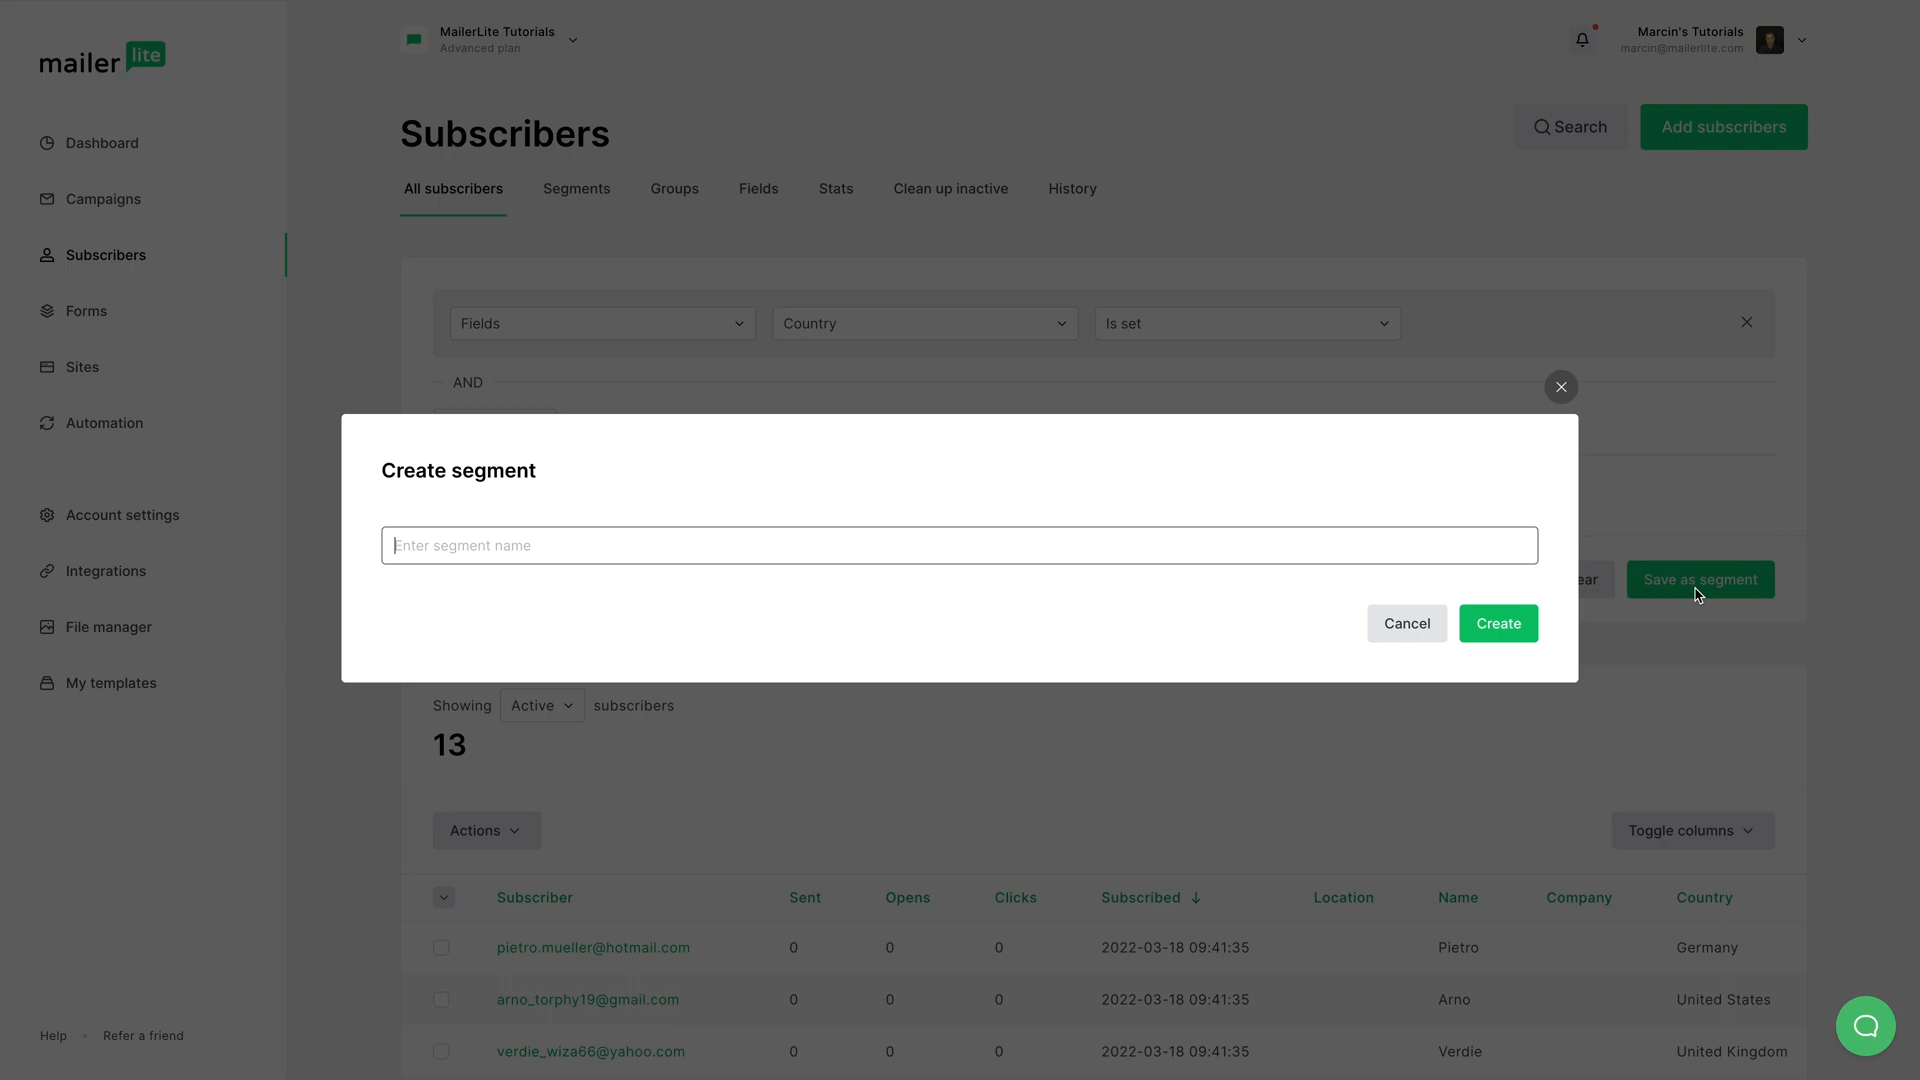 mailer lite
MailerLite Tutorials
Advanced plan
Marcin's Tutorials
marcin@mailerlite.com
Dashboard
Campaigns
Subscribers
Forms
Sites
Automation
Account settings
Integrations
File manager
My templates
Help • Refer a friend
Subscribers
Search
Add subscribers
All subscribers Segments Groups Fields Stats Clean up inactive History
Fields Country Is set
AND
Create segment
Enter segment name
Cancel Create
Save as segment
Showing Active subscribers
13
Actions
Toggle columns
Subscriber Sent Opens Clicks Subscribed ↓ Location Name Company Country
pietro.mueller@hotmail.com 0 0 0 2022-03-18 09:41:35 Pietro Germany
arno_torphy19@gmail.com 0 0 0 2022-03-18 09:41:35 Arno United States
verdie_wiza66@yahoo.com 0 0 0 2022-03-18 09:41:35 Verdie United Kingdom